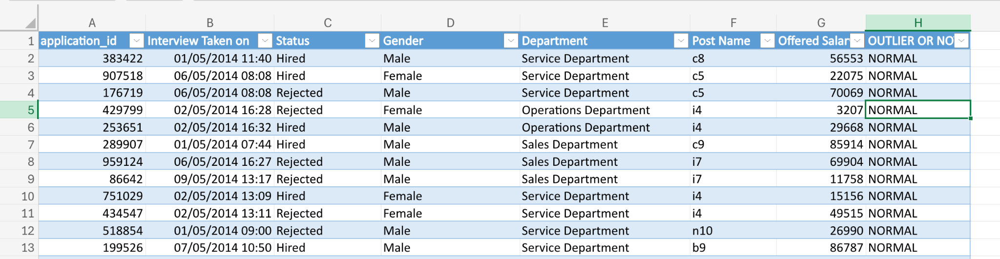 A B C D E F G H
1 application_id Interview Taken on Status Gender Department Post Name Offered Salar OUTLIER OR NO
2 383422 01/05/2014 11:40 Hired Male Service Department c8 56553 NORMAL
3 907518 06/05/2014 08:08 Hired Female Service Department c5 22075 NORMAL
4 176719 06/05/2014 08:08 Rejected Male Service Department c5 70069 NORMAL
5 429799 02/05/2014 16:28 Rejected Female Operations Department i4 3207 NORMAL
6 253651 02/05/2014 16:32 Hired Male Operations Department i4 29668 NORMAL
7 289907 01/05/2014 07:44 Hired Male Sales Department c9 85914 NORMAL
8 959124 06/05/2014 16:27 Rejected Male Sales Department i7 69904 NORMAL
9 86642 09/05/2014 13:17 Rejected Male Sales Department i7 11758 NORMAL
10 751029 02/05/2014 13:09 Hired Female Service Department i4 15156 NORMAL
11 434547 02/05/2014 13:11 Rejected Female Service Department i4 49515 NORMAL
12 518854 01/05/2014 09:00 Rejected Male Service Department n10 26990 NORMAL
13 199526 07/05/2014 10:50 Hired Male Service Department b9 86787 NORMAL